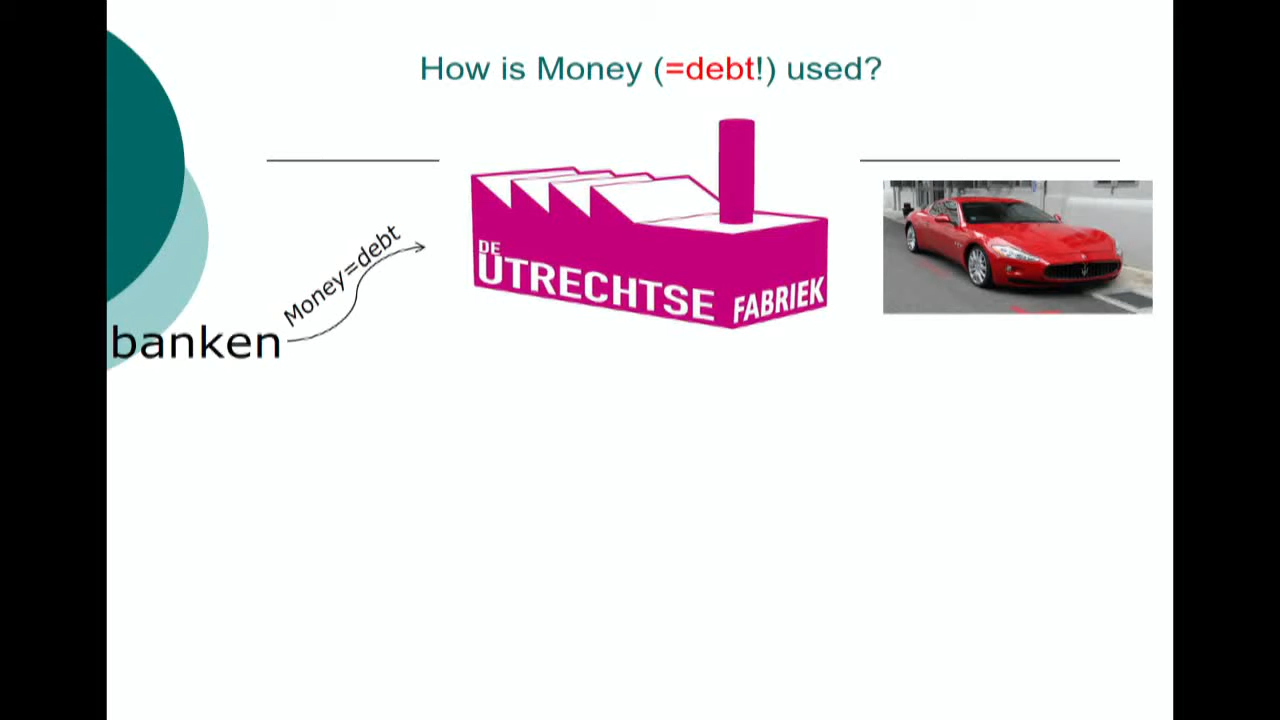 How is Money (=debt!) used?
DE
UTRECHTSE FABRIEK
Money=debt
banken